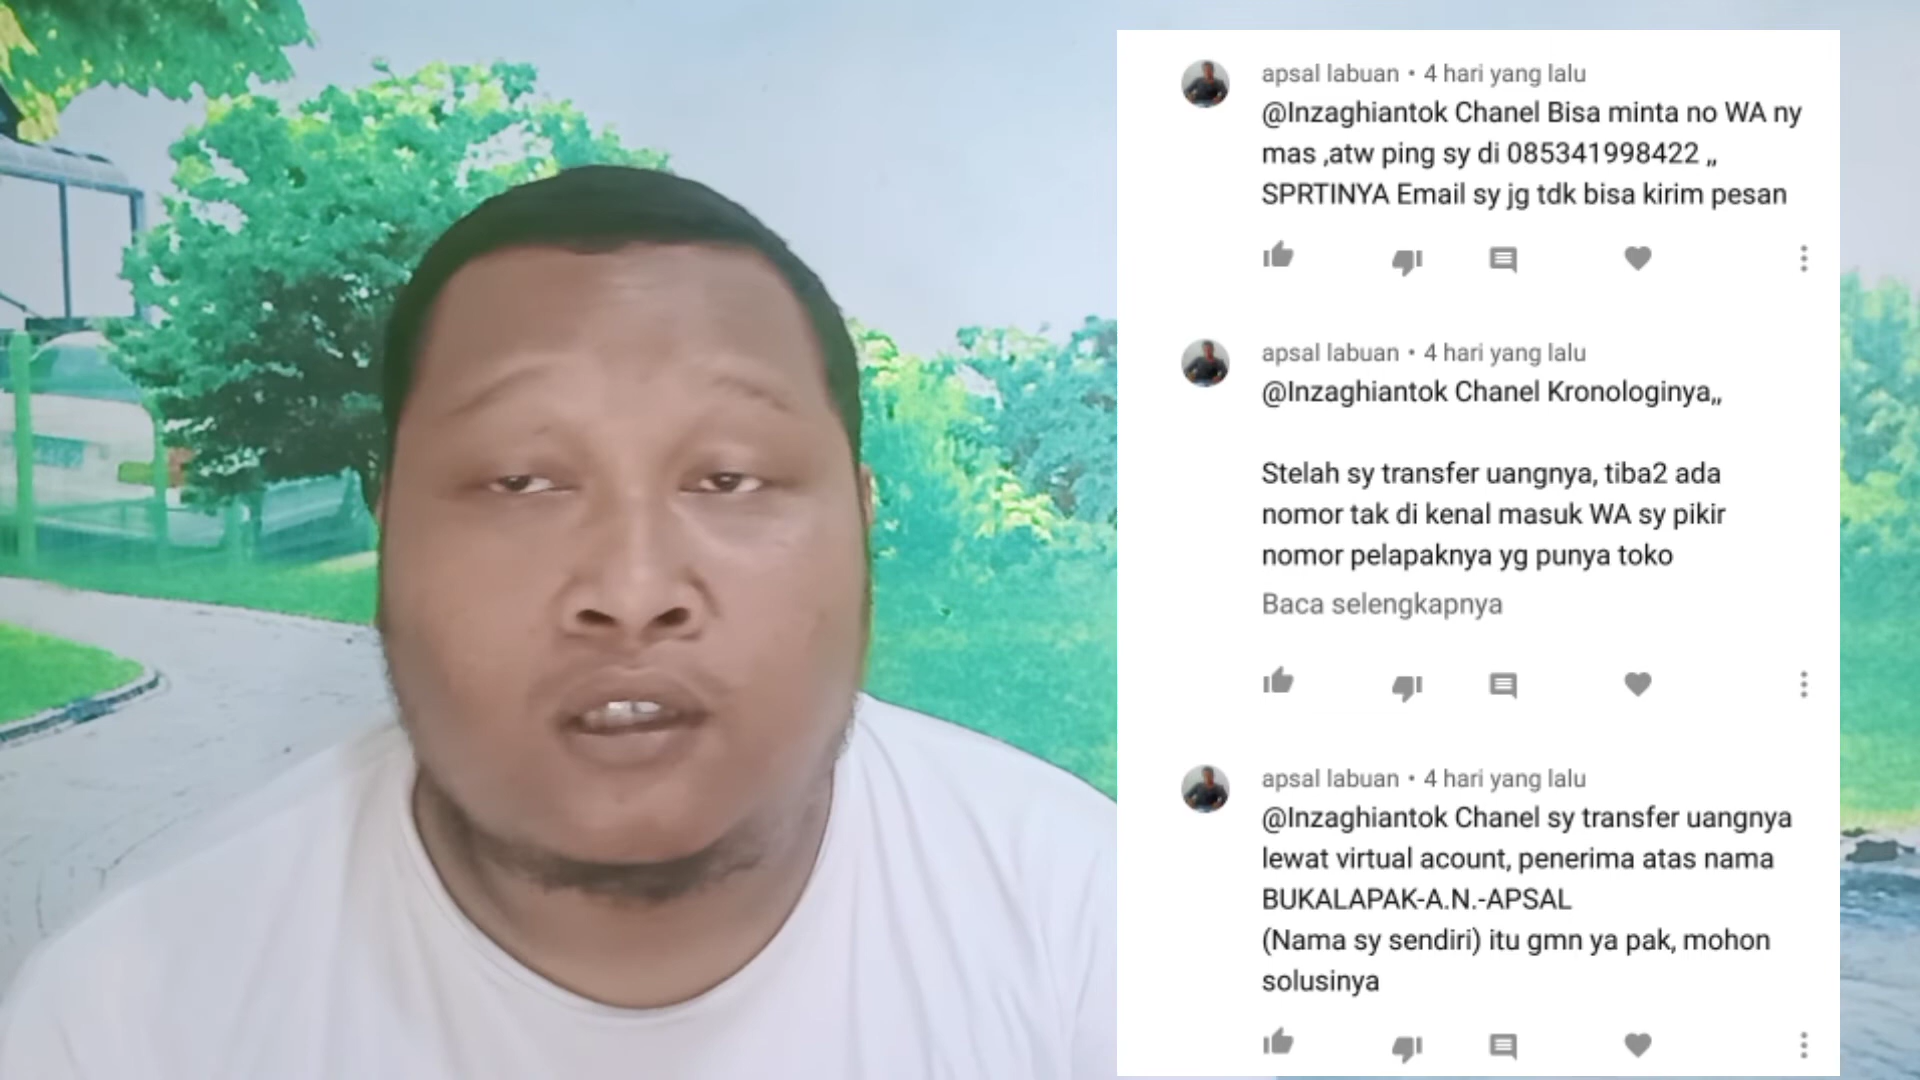 apsal labuan • 4 hari yang lalu
@Inzaghiantok Chanel Bisa minta no WA ny
mas ,atw ping sy di 085341998422 ,,
SPRTINYA Email sy jg tdk bisa kirim pesan
apsal labuan • 4 hari yang lalu
@Inzaghiantok Chanel Kronologinya,,
Stelah sy transfer uangnya, tiba2 ada
nomor tak di kenal masuk WA sy pikir
nomor pelapaknya yg punya toko
Baca selengkapnya
apsal labuan • 4 hari yang lalu
@Inzaghiantok Chanel sy transfer uangnya
lewat virtual acount, penerima atas nama
BUKALAPAK-A.N.-APSAL
(Nama sy sendiri) itu gmn ya pak, mohon
solusinya